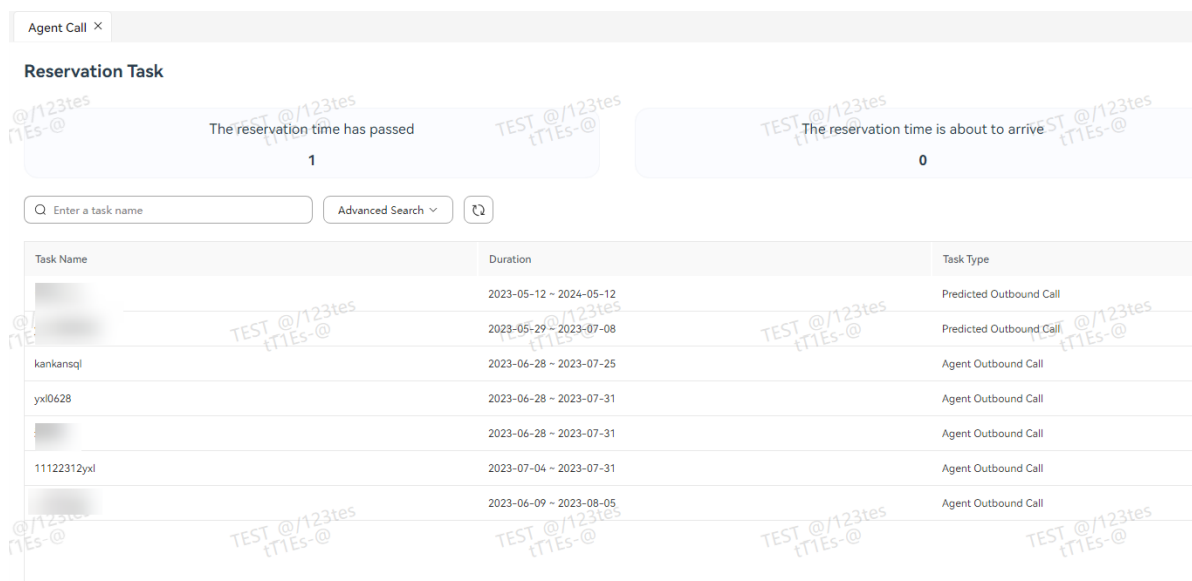 Agent Call ×
Reservation Task
The reservation time has passed The reservation time is about to arrive
1 0
Enter a task name Advanced Search
Task Name Duration Task Type
2023-05-12 ~ 2024-05-12 Predicted Outbound Call
2023-05-29 ~ 2023-07-08 Predicted Outbound Call
kankansql 2023-06-28 ~ 2023-07-25 Agent Outbound Call
yxl0628 2023-06-28 ~ 2023-07-31 Agent Outbound Call
2023-06-28 ~ 2023-07-31 Agent Outbound Call
11122312yxl 2023-07-04 ~ 2023-07-31 Agent Outbound Call
2023-06-09 ~ 2023-08-05 Agent Outbound Call
TEST @/123tes
tT1Es-@